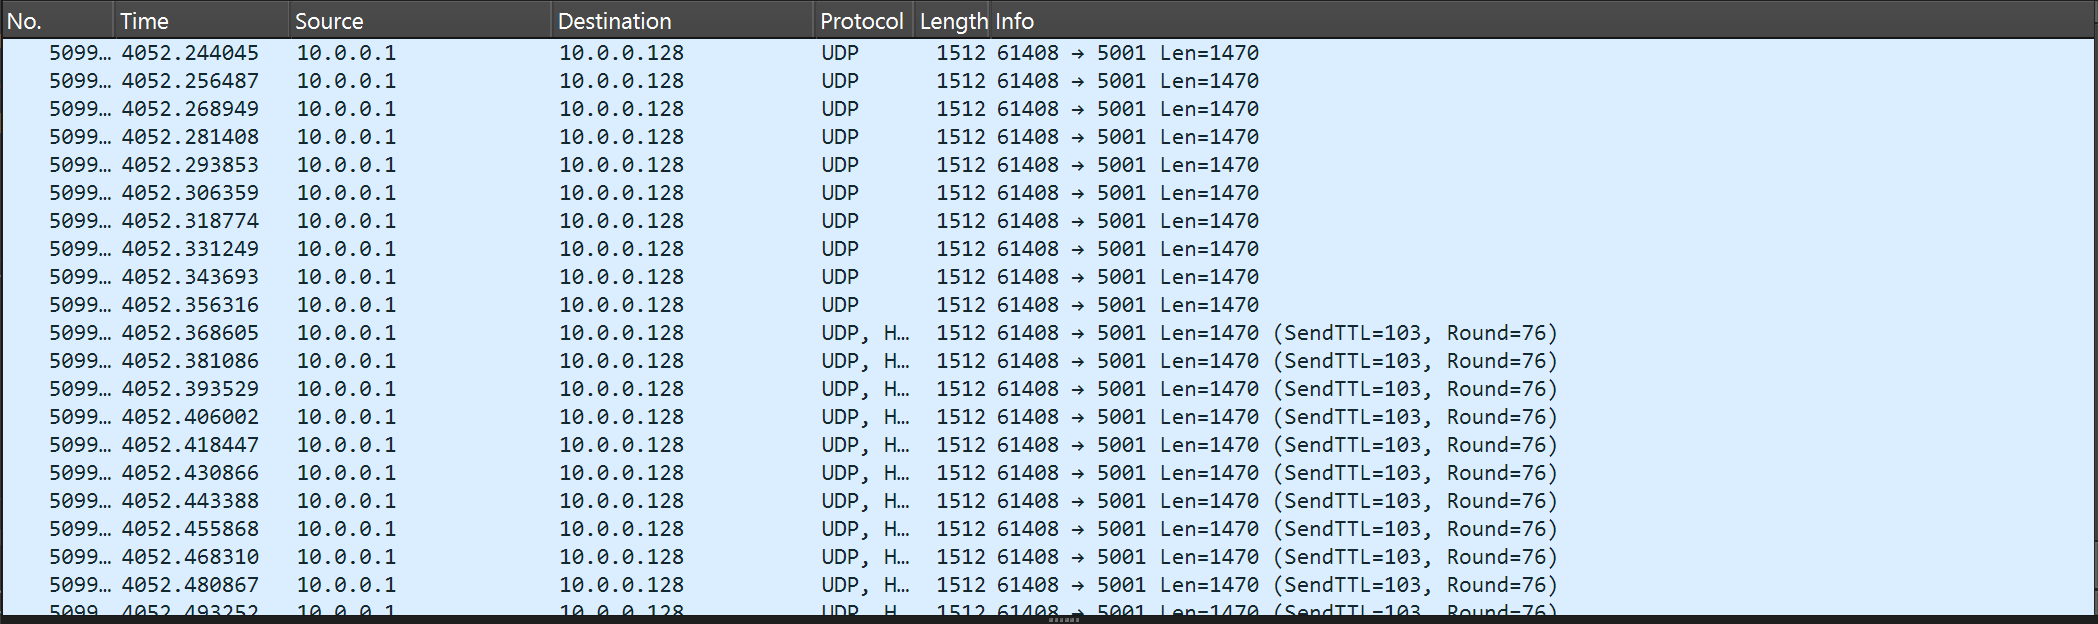 No. Time Source Destination Protocol Length Info
5099… 4052.244045 10.0.0.1 10.0.0.128 UDP 1512 61408 → 5001 Len=1470
5099… 4052.256487 10.0.0.1 10.0.0.128 UDP 1512 61408 → 5001 Len=1470
5099… 4052.268949 10.0.0.1 10.0.0.128 UDP 1512 61408 → 5001 Len=1470
5099… 4052.281408 10.0.0.1 10.0.0.128 UDP 1512 61408 → 5001 Len=1470
5099… 4052.293853 10.0.0.1 10.0.0.128 UDP 1512 61408 → 5001 Len=1470
5099… 4052.306359 10.0.0.1 10.0.0.128 UDP 1512 61408 → 5001 Len=1470
5099… 4052.318774 10.0.0.1 10.0.0.128 UDP 1512 61408 → 5001 Len=1470
5099… 4052.331249 10.0.0.1 10.0.0.128 UDP 1512 61408 → 5001 Len=1470
5099… 4052.343693 10.0.0.1 10.0.0.128 UDP 1512 61408 → 5001 Len=1470
5099… 4052.356316 10.0.0.1 10.0.0.128 UDP 1512 61408 → 5001 Len=1470
5099… 4052.368605 10.0.0.1 10.0.0.128 UDP, H… 1512 61408 → 5001 Len=1470 (SendTTL=103, Round=76)
5099… 4052.381086 10.0.0.1 10.0.0.128 UDP, H… 1512 61408 → 5001 Len=1470 (SendTTL=103, Round=76)
5099… 4052.393529 10.0.0.1 10.0.0.128 UDP, H… 1512 61408 → 5001 Len=1470 (SendTTL=103, Round=76)
5099… 4052.406002 10.0.0.1 10.0.0.128 UDP, H… 1512 61408 → 5001 Len=1470 (SendTTL=103, Round=76)
5099… 4052.418447 10.0.0.1 10.0.0.128 UDP, H… 1512 61408 → 5001 Len=1470 (SendTTL=103, Round=76)
5099… 4052.430866 10.0.0.1 10.0.0.128 UDP, H… 1512 61408 → 5001 Len=1470 (SendTTL=103, Round=76)
5099… 4052.443388 10.0.0.1 10.0.0.128 UDP, H… 1512 61408 → 5001 Len=1470 (SendTTL=103, Round=76)
5099… 4052.455868 10.0.0.1 10.0.0.128 UDP, H… 1512 61408 → 5001 Len=1470 (SendTTL=103, Round=76)
5099… 4052.468310 10.0.0.1 10.0.0.128 UDP, H… 1512 61408 → 5001 Len=1470 (SendTTL=103, Round=76)
5099… 4052.480867 10.0.0.1 10.0.0.128 UDP, H… 1512 61408 → 5001 Len=1470 (SendTTL=103, Round=76)
5099 4052.493252 10.0.0.1 10.0.0.128 UDP, H 1512 61408 → 5001 Len=1470 (SendTTL=103, Round=76)